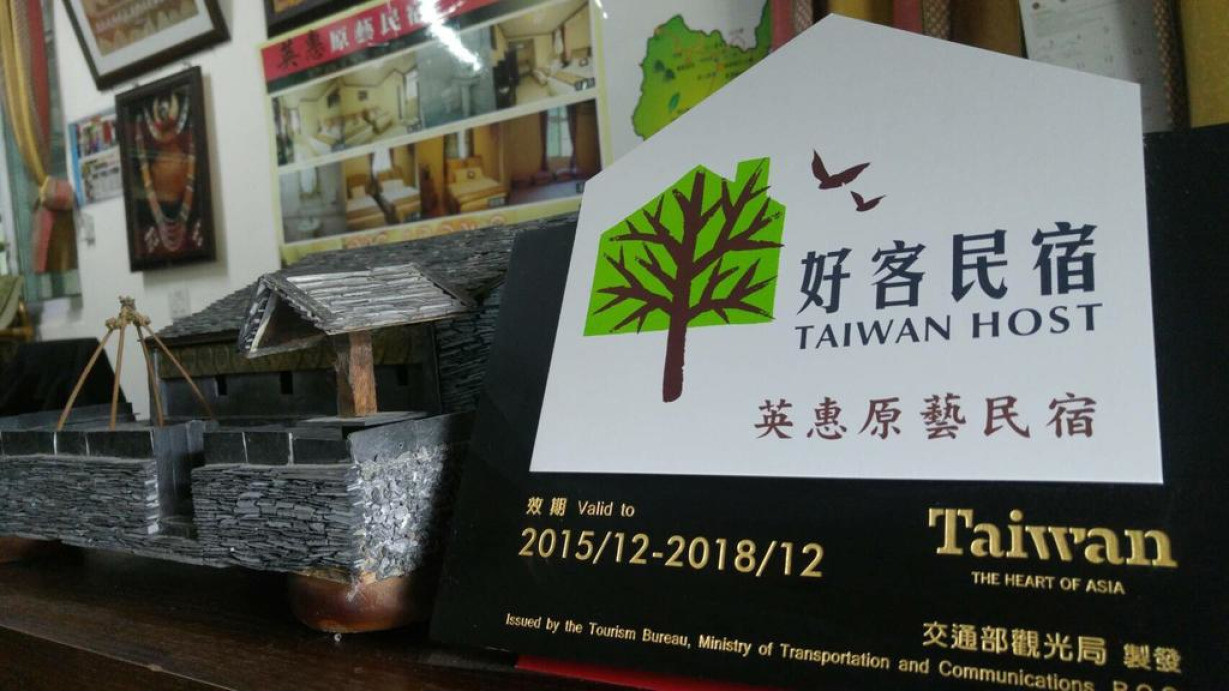 英惠原藝民宿
好客民宿
TAIWAN HOST
英惠原藝民宿
效期 Valid to
2015/12-2018/12
Taiwan
THE HEART OF ASIA
交通部觀光局 製發
Issued by the Tourism Bureau, Ministry of Transportation and Communications,